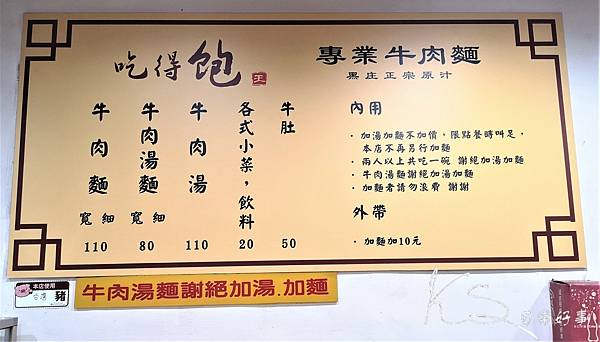 吃得飽
王
專業牛肉麵
黑庄正宗原汁
牛肉麵 寬 細 110
牛肉湯麵 寬 細 80
牛肉湯 110
各式小菜，飲料 20
牛肚 50
內用
· 加湯加麵不加價，限點餐時叫足，
本店不再另行加麵
· 兩人以上共吃一碗 謝絕加湯加麵
· 牛肉湯麵謝絕加湯加麵
· 加麵者請勿浪費 謝謝
外帶
· 加麵加10元
牛肉湯麵謝絕加湯.加麵
本店使用
台灣 豬
KS
好事